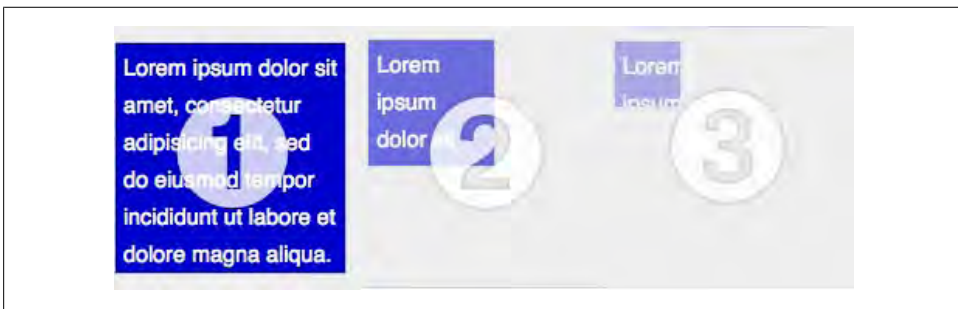 Lorem ipsum dolor sit
amet, consectetur
adipisicing elit, sed
do eiusmod tempor
incididunt ut labore et
dolore magna aliqua.
1
Lorem
ipsum
dolor
2
Lorem
ipsum
3